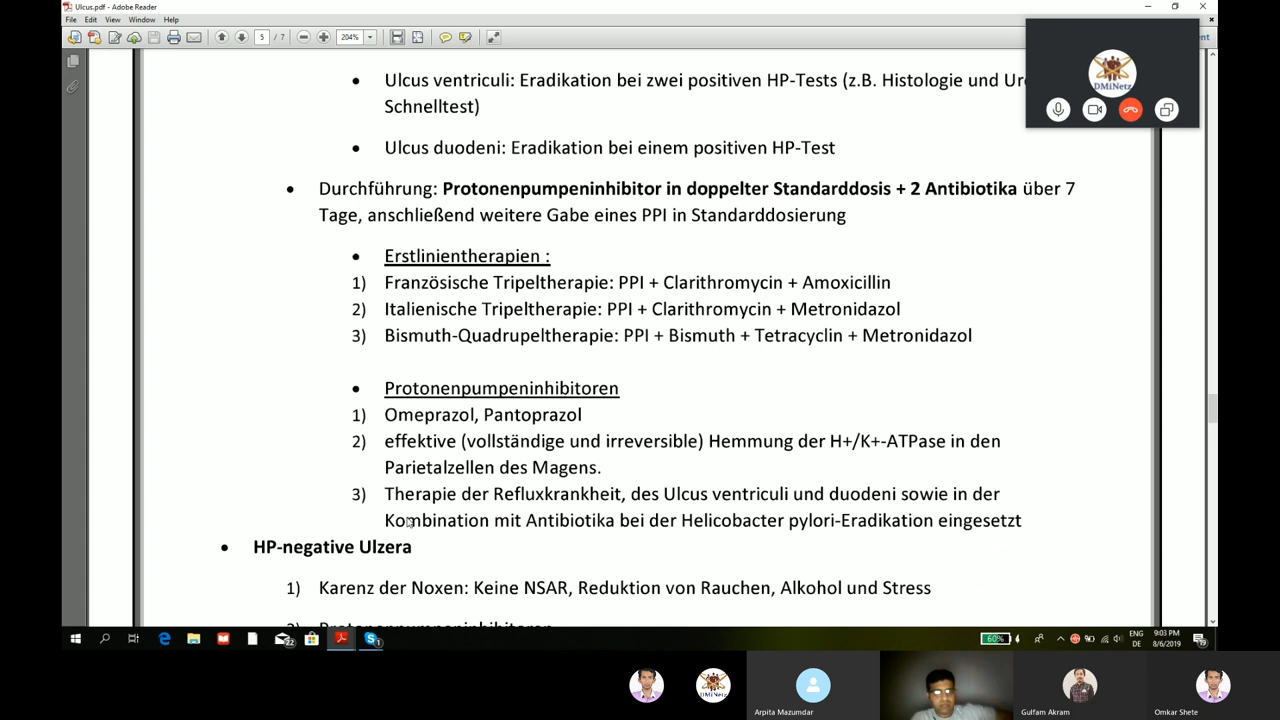 Ulcus.pdf - Adobe Reader
File Edit View Window Help
5 / 7
204%
Ulcus ventriculi: Eradikation bei zwei positiven HP-Tests (z.B. Histologie und
Schnelltest)
Ulcus duodeni: Eradikation bei einem positiven HP-Test
Durchführung: Protonenpumpeninhibitor in doppelter Standarddosis + 2 Antibiotika über 7
Tage, anschließend weitere Gabe eines PPI in Standarddosierung
Erstlinientherapien :
1) Französische Tripeltherapie: PPI + Clarithromycin + Amoxicillin
2) Italienische Tripeltherapie: PPI + Clarithromycin + Metronidazol
3) Bismuth-Quadrupeltherapie: PPI + Bismuth + Tetracyclin + Metronidazol
Protonenpumpeninhibitoren
1) Omeprazol, Pantoprazol
2) effektive (vollständige und irreversible) Hemmung der H+/K+-ATPase in den
Parietalzellen des Magens.
3) Therapie der Refluxkrankheit, des Ulcus ventriculi und duodeni sowie in der
Kombination mit Antibiotika bei der Helicobacter pylori-Eradikation eingesetzt
HP-negative Ulzera
1) Karenz der Noxen: Keine NSAR, Reduktion von Rauchen, Alkohol und Stress
DMiNetz
60%
ENG
DE
9:03 PM
8/6/2019
Arpita Mazumdar
Gulfam Akram
Omkar Shete